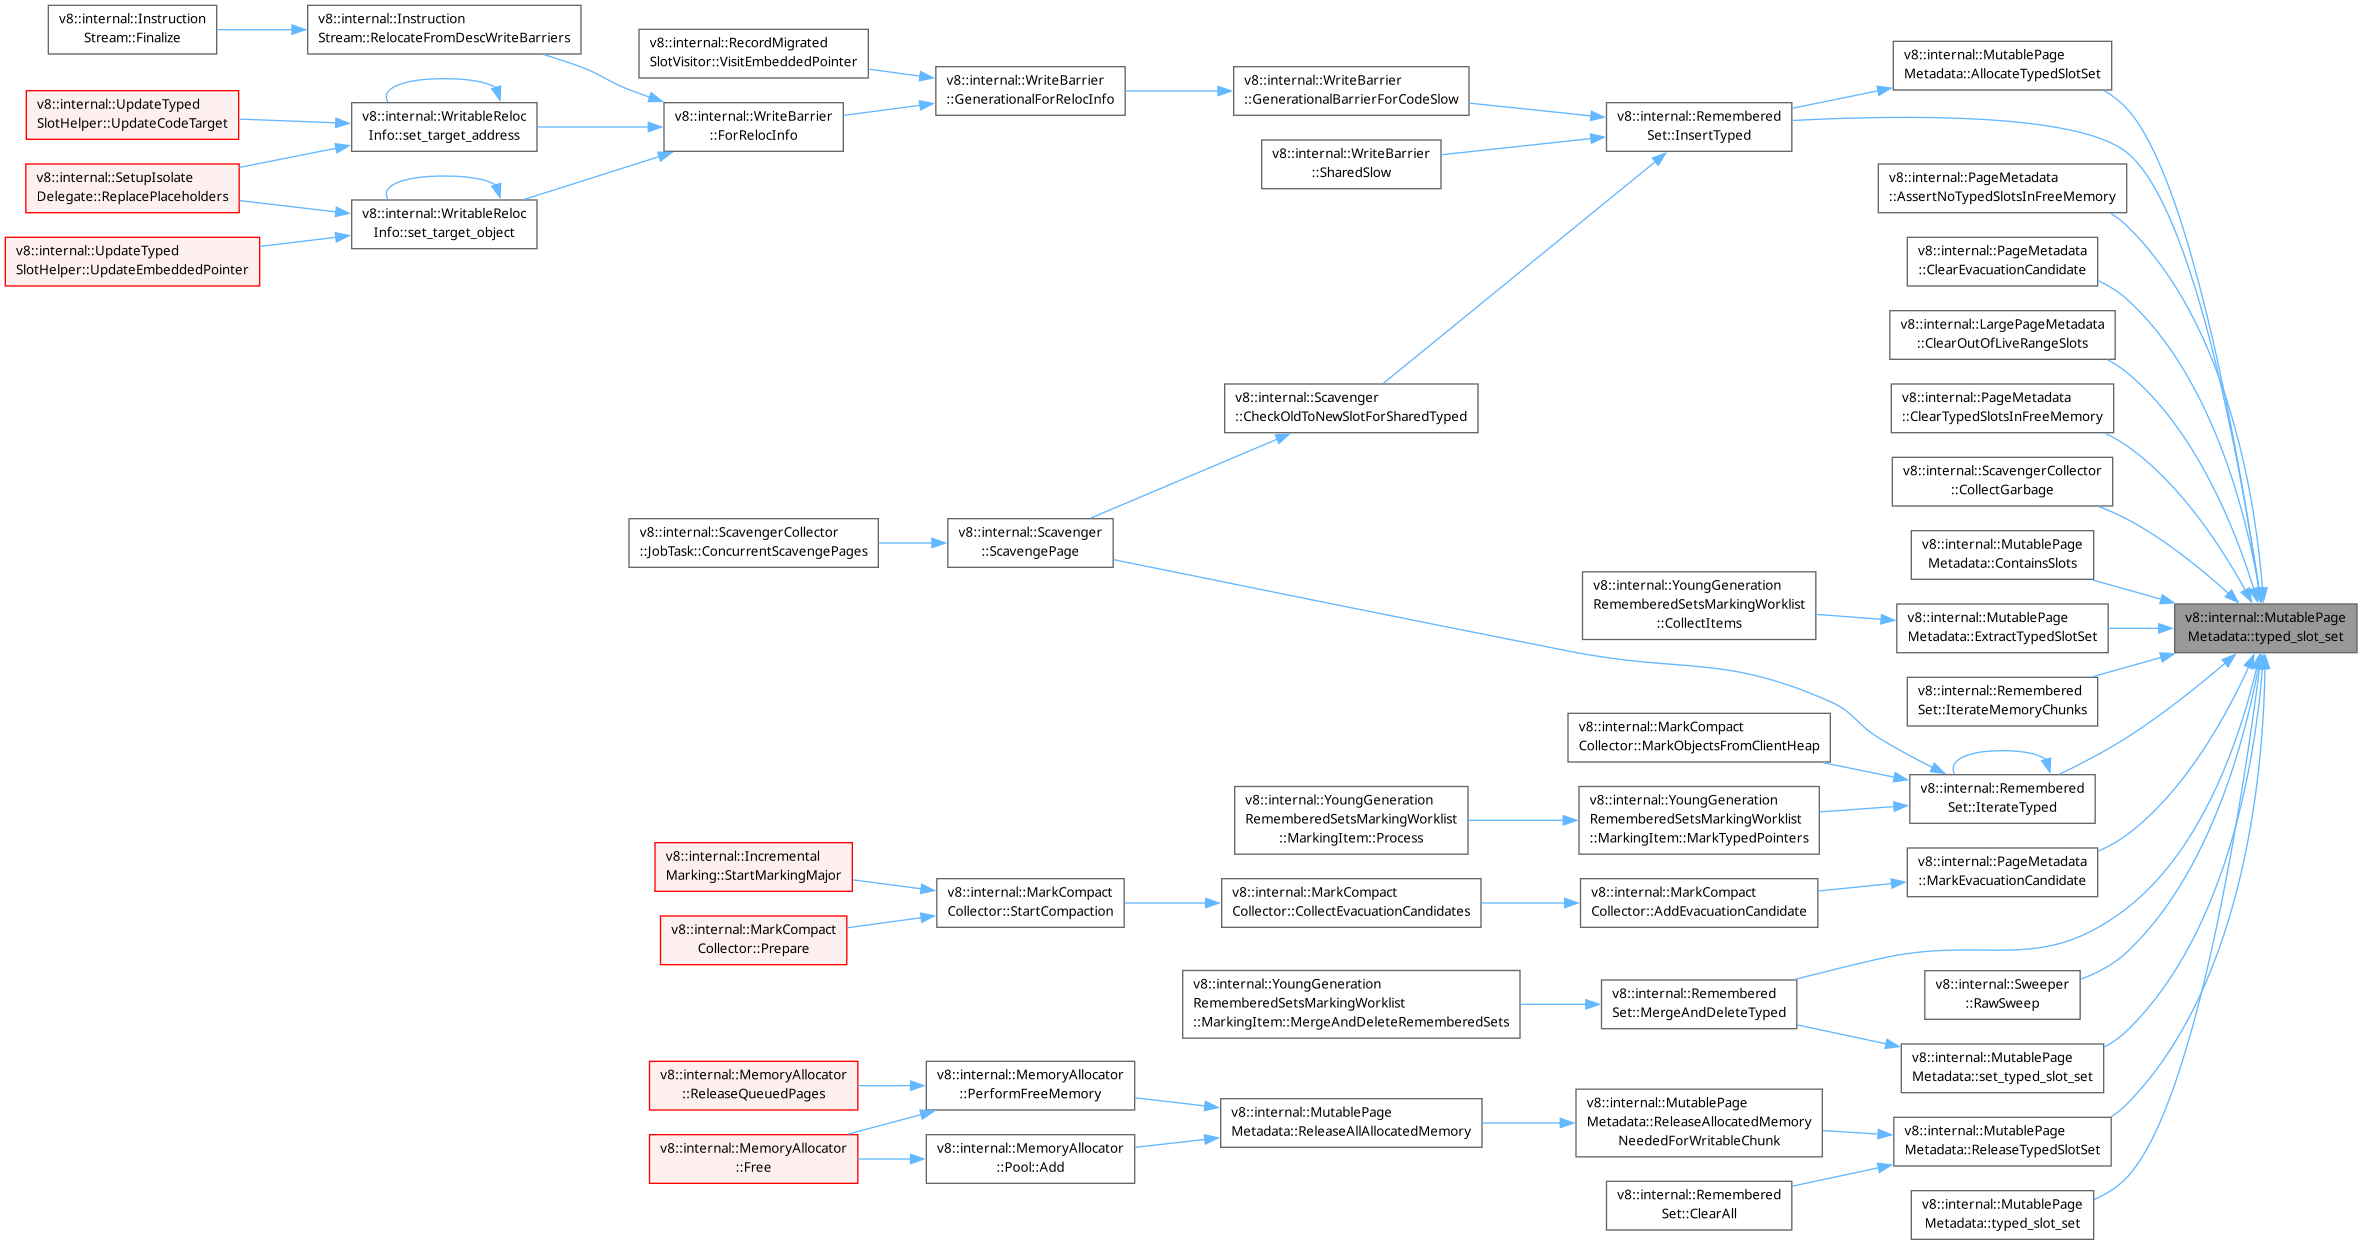 v8::internal::Instruction
Stream::Finalize
v8::internal::Instruction
Stream::RelocateFromDescWriteBarriers
v8::internal::UpdateTyped
SlotHelper::UpdateCodeTarget
v8::internal::WritableReloc
Info::set_target_address
v8::internal::SetupIsolate
Delegate::ReplacePlaceholders
v8::internal::WritableReloc
Info::set_target_object
v8::internal::UpdateTyped
SlotHelper::UpdateEmbeddedPointer
v8::internal::RecordMigrated
SlotVisitor::VisitEmbeddedPointer
v8::internal::WriteBarrier
::ForRelocInfo
v8::internal::WriteBarrier
::GenerationalForRelocInfo
v8::internal::WriteBarrier
::GenerationalBarrierForCodeSlow
v8::internal::WriteBarrier
::SharedSlow
v8::internal::Remembered
Set::InsertTyped
v8::internal::MutablePage
Metadata::AllocateTypedSlotSet
v8::internal::PageMetadata
::AssertNoTypedSlotsInFreeMemory
v8::internal::PageMetadata
::ClearEvacuationCandidate
v8::internal::LargePageMetadata
::ClearOutOfLiveRangeSlots
v8::internal::PageMetadata
::ClearTypedSlotsInFreeMemory
v8::internal::Scavenger
::CheckOldToNewSlotForSharedTyped
v8::internal::ScavengerCollector
::CollectGarbage
v8::internal::ScavengerCollector
::JobTask::ConcurrentScavengePages
v8::internal::Scavenger
::ScavengePage
v8::internal::MutablePage
Metadata::ContainsSlots
v8::internal::YoungGeneration
RememberedSetsMarkingWorklist
::CollectItems
v8::internal::MutablePage
Metadata::ExtractTypedSlotSet
v8::internal::MutablePage
Metadata::typed_slot_set
v8::internal::Remembered
Set::IterateMemoryChunks
v8::internal::MarkCompact
Collector::MarkObjectsFromClientHeap
v8::internal::YoungGeneration
RememberedSetsMarkingWorklist
::MarkingItem::Process
v8::internal::YoungGeneration
RememberedSetsMarkingWorklist
::MarkingItem::MarkTypedPointers
v8::internal::Remembered
Set::IterateTyped
v8::internal::Incremental
Marking::StartMarkingMajor
v8::internal::MarkCompact
Collector::Prepare
v8::internal::MarkCompact
Collector::StartCompaction
v8::internal::MarkCompact
Collector::CollectEvacuationCandidates
v8::internal::MarkCompact
Collector::AddEvacuationCandidate
v8::internal::PageMetadata
::MarkEvacuationCandidate
v8::internal::YoungGeneration
RememberedSetsMarkingWorklist
::MarkingItem::MergeAndDeleteRememberedSets
v8::internal::Remembered
Set::MergeAndDeleteTyped
v8::internal::Sweeper
::RawSweep
v8::internal::MutablePage
Metadata::set_typed_slot_set
v8::internal::MemoryAllocator
::ReleaseQueuedPages
v8::internal::MemoryAllocator
::PerformFreeMemory
v8::internal::MemoryAllocator
::Free
v8::internal::MemoryAllocator
::Pool::Add
v8::internal::MutablePage
Metadata::ReleaseAllAllocatedMemory
v8::internal::MutablePage
Metadata::ReleaseAllocatedMemory
NeededForWritableChunk
v8::internal::MutablePage
Metadata::ReleaseTypedSlotSet
v8::internal::Remembered
Set::ClearAll
v8::internal::MutablePage
Metadata::typed_slot_set